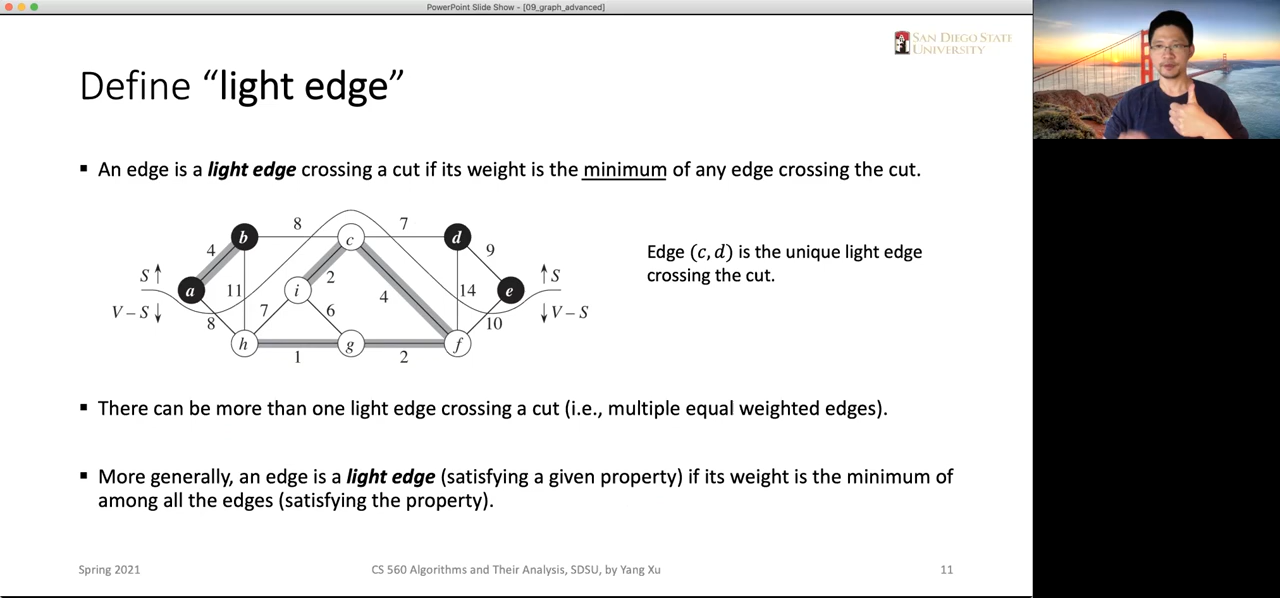 PowerPoint Slide Show - [09_graph_advanced]
SAN DIEGO STATE
UNIVERSITY
Define “light edge”
▪ An edge is a light edge crossing a cut if its weight is the minimum of any edge crossing the cut.
8 7
b c d
4 9
S↑ ↑S
a 11 i 2 14 e
4
V – S↓ 8 7 6 10 ↓V – S
h g f
1 2
Edge (c, d) is the unique light edge
crossing the cut.
▪ There can be more than one light edge crossing a cut (i.e., multiple equal weighted edges).
▪ More generally, an edge is a light edge (satisfying a given property) if its weight is the minimum of
among all the edges (satisfying the property).
Spring 2021 CS 560 Algorithms and Their Analysis, SDSU, by Yang Xu 11